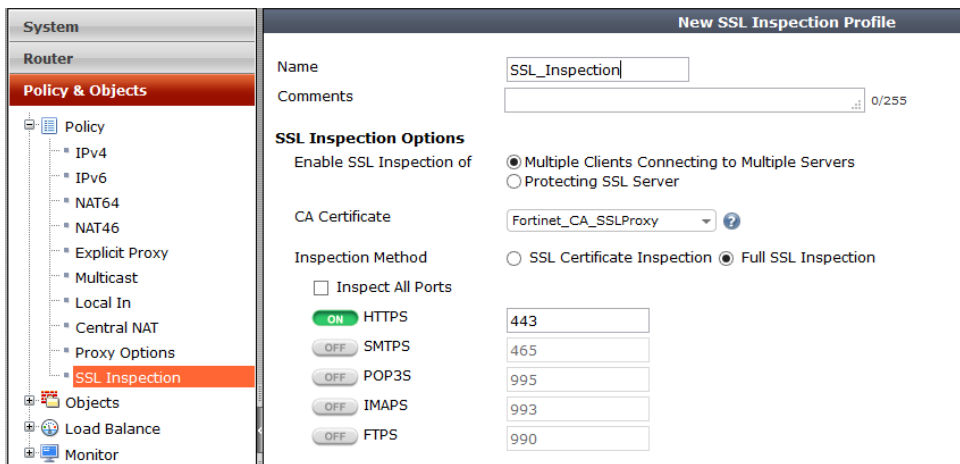 System
Router
Policy & Objects
Policy
IPv4
IPv6
NAT64
NAT46
Explicit Proxy
Multicast
Local In
Central NAT
Proxy Options
SSL Inspection
Objects
Load Balance
Monitor
New SSL Inspection Profile
Name SSL_Inspection
Comments 0/255
SSL Inspection Options
Enable SSL Inspection of Multiple Clients Connecting to Multiple Servers
Protecting SSL Server
CA Certificate Fortinet_CA_SSLProxy ?
Inspection Method SSL Certificate Inspection Full SSL Inspection
Inspect All Ports
ON HTTPS 443
OFF SMTPS 465
OFF POP3S 995
OFF IMAPS 993
OFF FTPS 990